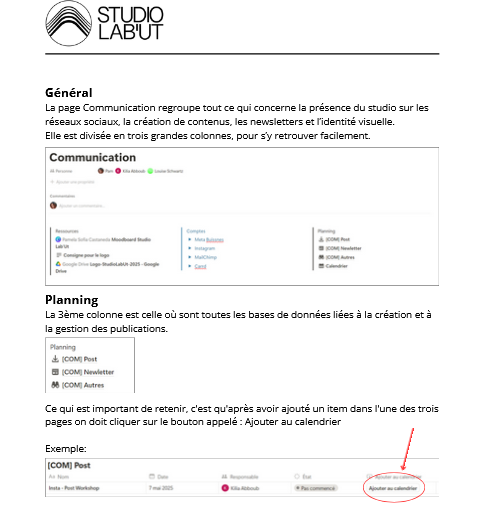 STUDIO
LAB'UT
Général
La page Communication regroupe tout ce qui concerne la présence du studio sur les
réseaux sociaux, la création de contenus, les newsletters et l'identité visuelle.
Elle est divisée en trois grandes colonnes, pour s'y retrouver facilement.
Communication
Personnes Pam Kilia Abboub Louise Schwartz
+ Ajouter une propriété
Commentaires
Ajouter un commentaire...
Ressources
Pamela Sofia Castaneda Moodboard Studio
Lab'Ut
Consigne pour le logo
Google Drive Logo-StudioLabUt-2025 - Google
Drive
Comptes
Meta Business
Instagram
MailChimp
Canva
Planning
[COM] Post
[COM] Newletter
[COM] Autres
Calendrier
Planning
La 3ème colonne est celle où sont toutes les bases de données liées à la création et à
la gestion des publications.
Planning
[COM] Post
[COM] Newletter
[COM] Autres
Ce qui est important de retenir, c'est qu'après avoir ajouté un item dans l'une des trois
pages on doit cliquer sur le bouton appelé : Ajouter au calendrier
Exemple:
[COM] Post
Aa Nom Date Responsable État Ajouter au calendrier
Insta - Post Workshop 7 mai 2025 Kilia Abboub Pas commencé Ajouter au calendrier